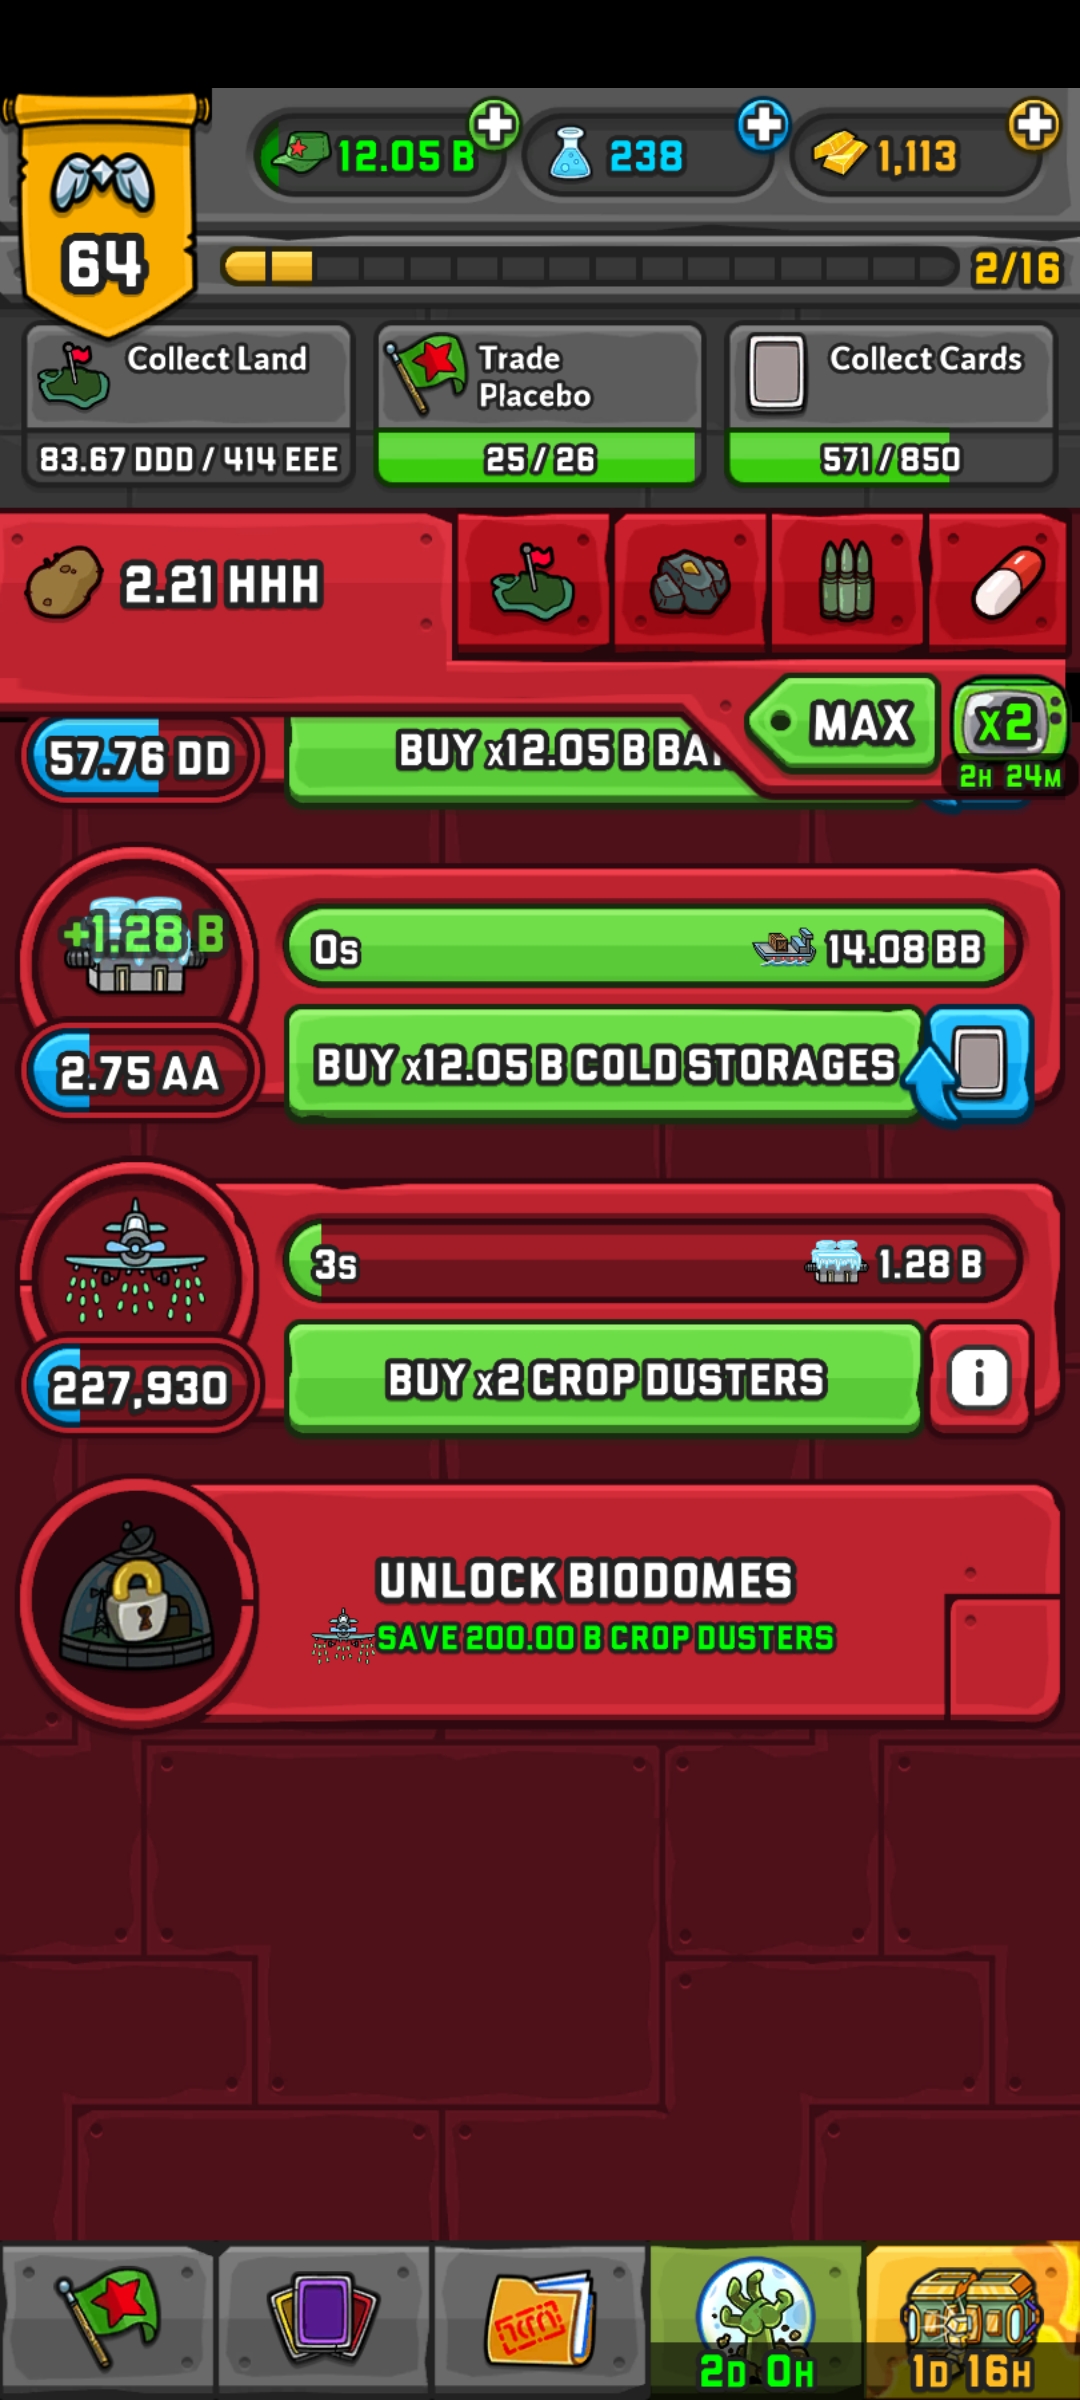 12.05 B
238
1,113
64
2/16
Collect Land
83.67 DDD / 414 EEE
Trade
Placebo
25 / 26
Collect Cards
571 / 850
2.21 HHH
MAX
x2
2H 24M
57.76 DD
BUY x12.05 B
+1.28 B
0s
14.08 BB
2.75 AA
BUY x12.05 B COLD STORAGES
3s
1.28 B
227,930
BUY x2 CROP DUSTERS
i
UNLOCK BIODOMES
SAVE 200.00 B CROP DUSTERS
2D 0H
1D 16H